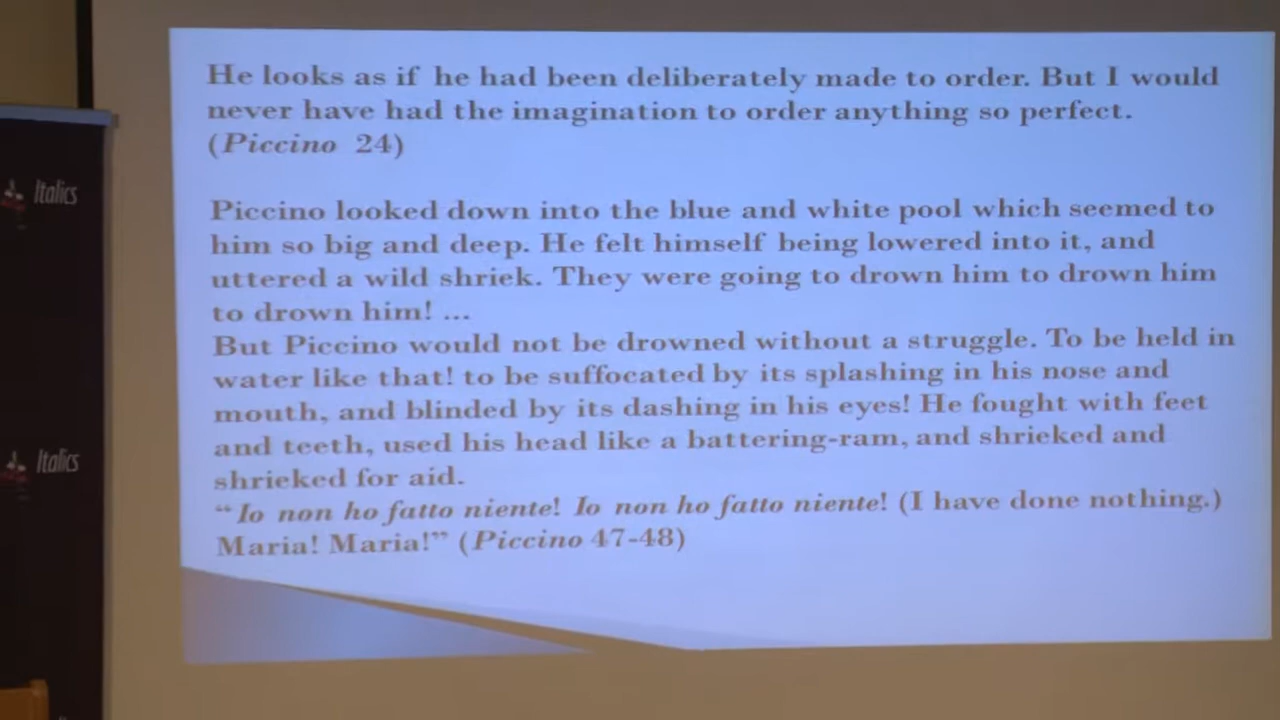 He looks as if he had been deliberately made to order. But I would
never have had the imagination to order anything so perfect.
(Piccino 24)
Piccino looked down into the blue and white pool which seemed to
him so big and deep. He felt himself being lowered into it, and
uttered a wild shriek. They were going to drown him to drown him
to drown him! ...
But Piccino would not be drowned without a struggle. To be held in
water like that! to be suffocated by its splashing in his nose and
mouth, and blinded by its dashing in his eyes! He fought with feet
and teeth, used his head like a battering-ram, and shrieked and
shrieked for aid.
“Io non ho fatto niente! Io non ho fatto niente! (I have done nothing.)
Maria! Maria!” (Piccino 47-48)
Italics
Italics